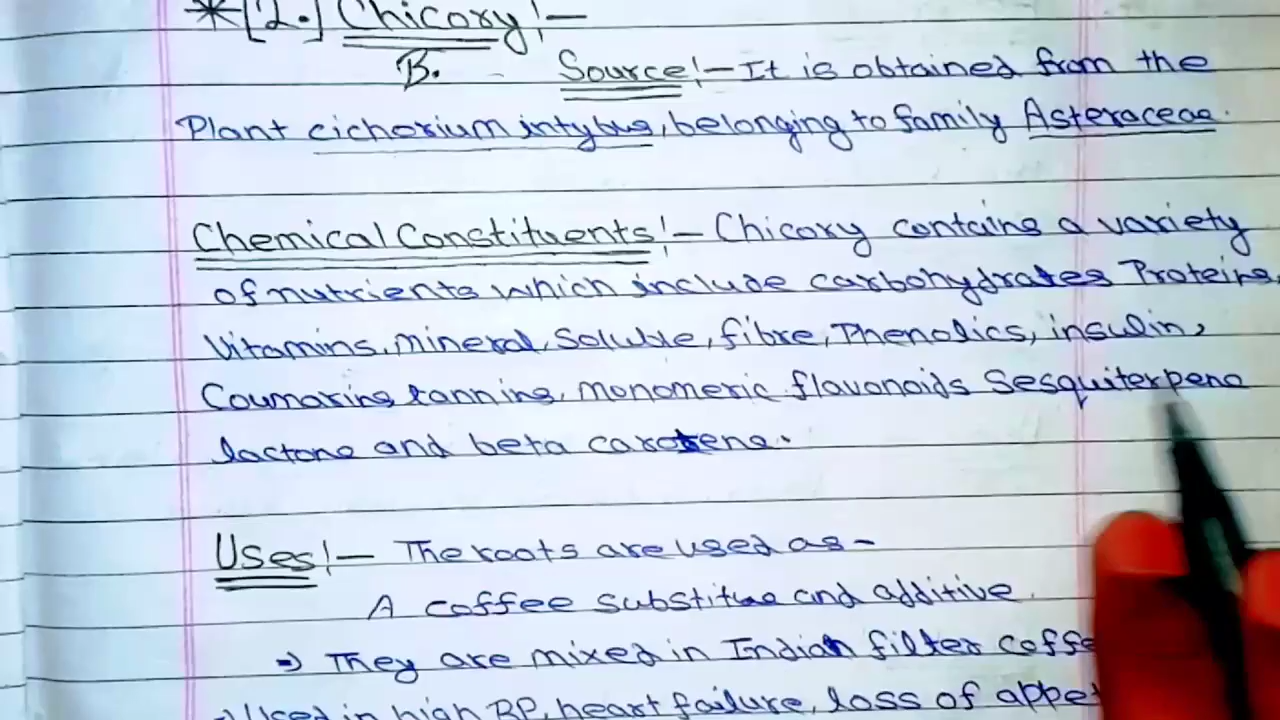 *[2.] Chicory!-
B. Source!- It is obtained from the
Plant cichorium intybus, belonging to family Asteraceae.
Chemical Constituents!- Chicory contains a variety
of nutrients which include carbohydrates Proteins,
Vitamins, mineral, Soluble, fibre, Phenolics, insulin,
Coumarins tannins, monomeric flavonoids Sesquiterpene
lactone and beta carotene.
Uses!- The roots are used as-
A coffee substitue and additive.
⇒ They are mixed in Indian filter coffe
→ Used in high BP, heart failure, loss of appet